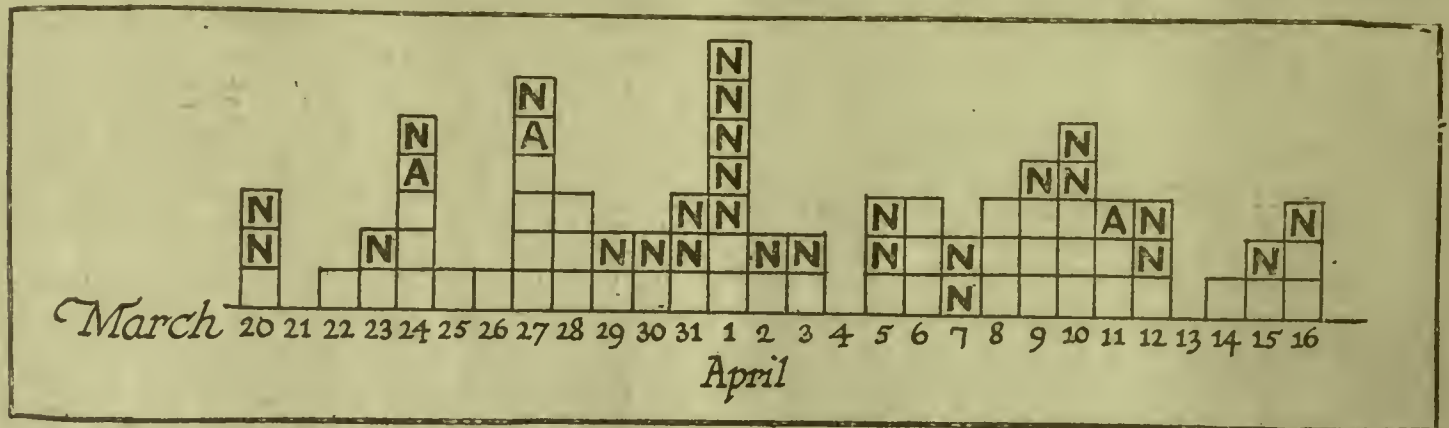 N
N N
N A N N
A N N N
N N N N A N N
N N N N N N N N N N N
N
March 20 21 22 23 24 25 26 27 28 29 30 31 1 2 3 4 5 6 7 8 9 10 11 12 13 14 15 16
April